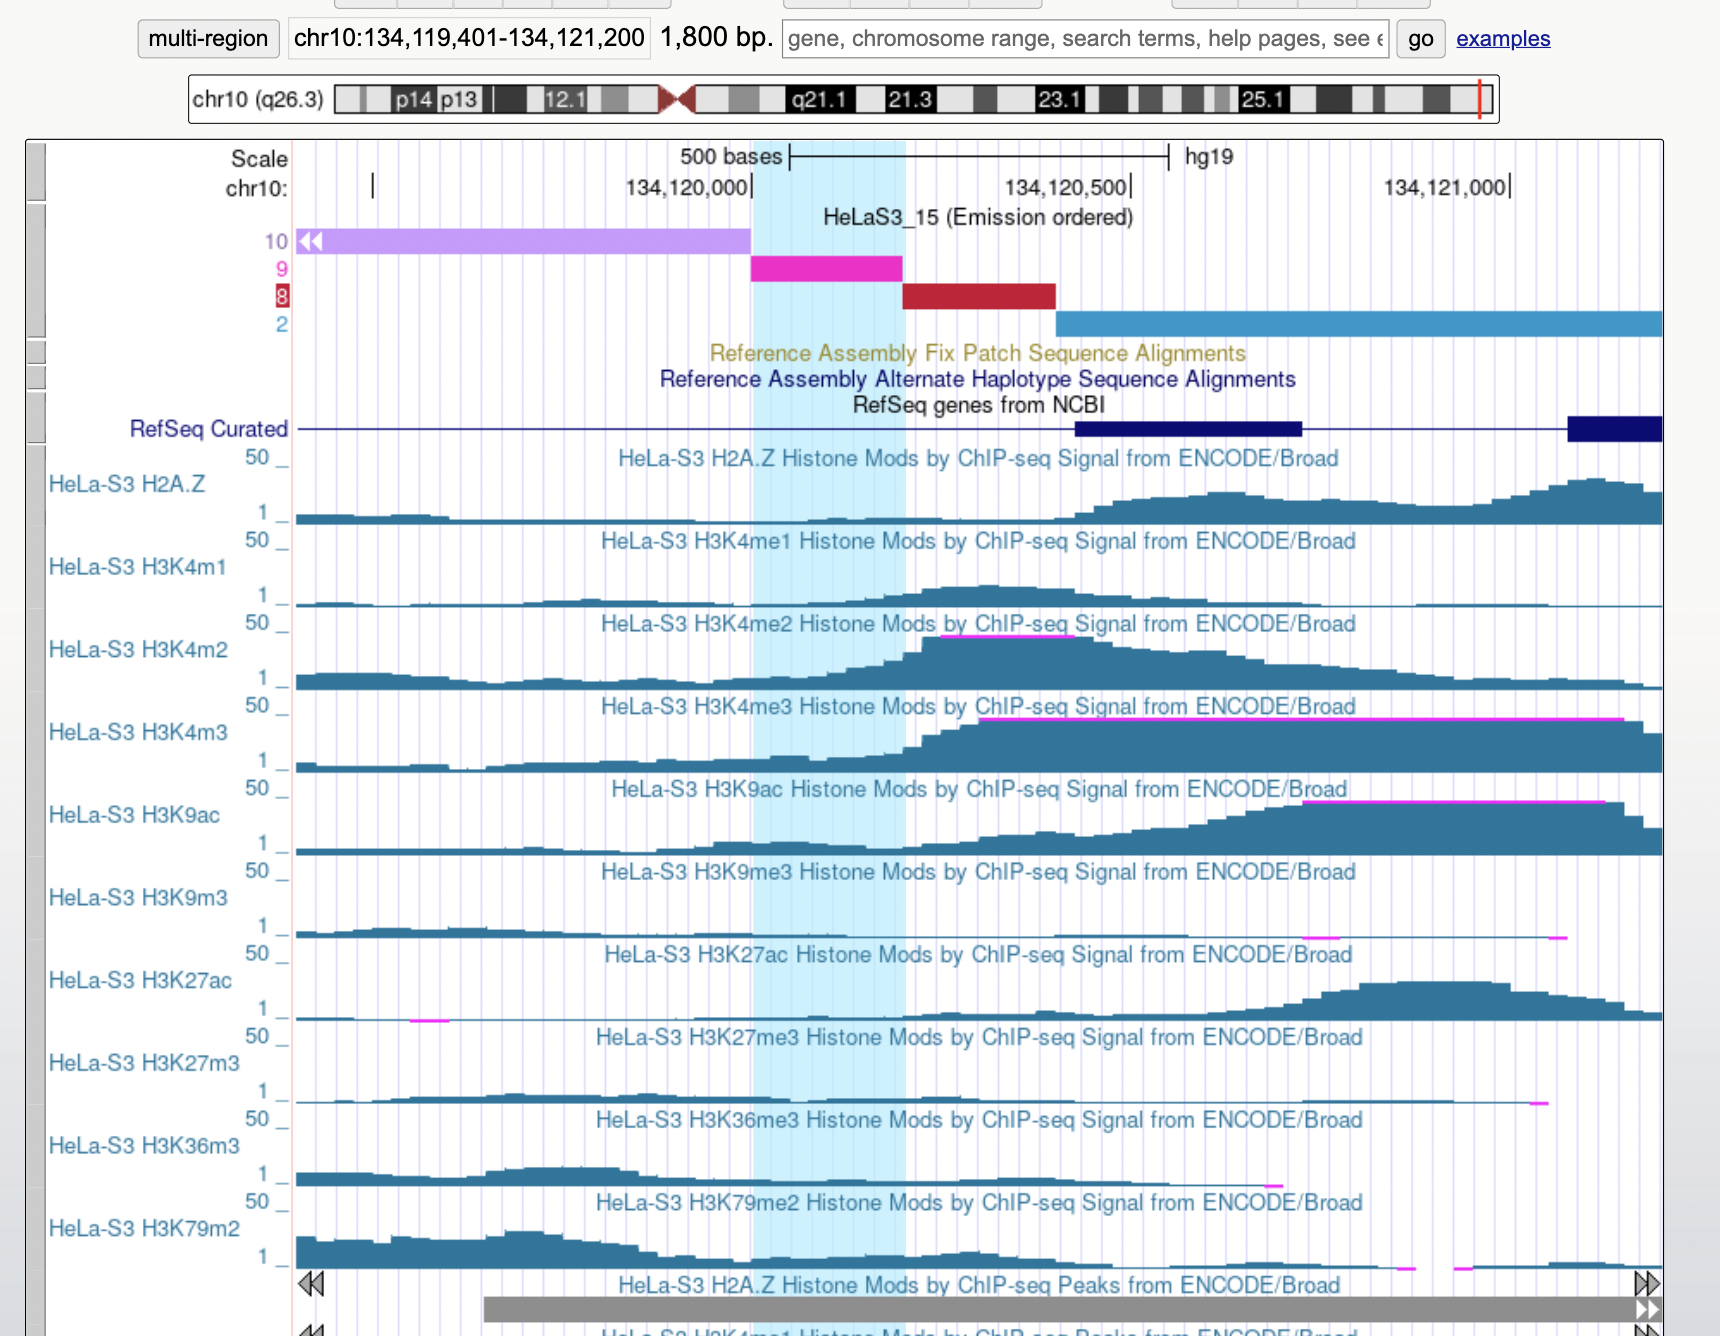 multi-region chr10:134,119,401-134,121,200 1,800 bp. gene, chromosome range, search terms, help pages, see e go examples
chr10 (q26.3) p14 p13 12.1 q21.1 21.3 23.1 25.1
Scale 500 bases hg19
chr10: 134,120,000 134,120,500 134,121,000
HeLaS3_15 (Emission ordered)
10
9
8
2
Reference Assembly Fix Patch Sequence Alignments
Reference Assembly Alternate Haplotype Sequence Alignments
RefSeq genes from NCBI
RefSeq Curated
50 HeLa-S3 H2A.Z Histone Mods by ChIP-seq Signal from ENCODE/Broad
HeLa-S3 H2A.Z
1
50 HeLa-S3 H3K4me1 Histone Mods by ChIP-seq Signal from ENCODE/Broad
HeLa-S3 H3K4m1
1
50 HeLa-S3 H3K4me2 Histone Mods by ChIP-seq Signal from ENCODE/Broad
HeLa-S3 H3K4m2
1
50 HeLa-S3 H3K4me3 Histone Mods by ChIP-seq Signal from ENCODE/Broad
HeLa-S3 H3K4m3
1
50 HeLa-S3 H3K9ac Histone Mods by ChIP-seq Signal from ENCODE/Broad
HeLa-S3 H3K9ac
1
50 HeLa-S3 H3K9me3 Histone Mods by ChIP-seq Signal from ENCODE/Broad
HeLa-S3 H3K9m3
1
50 HeLa-S3 H3K27ac Histone Mods by ChIP-seq Signal from ENCODE/Broad
HeLa-S3 H3K27ac
1
50 HeLa-S3 H3K27me3 Histone Mods by ChIP-seq Signal from ENCODE/Broad
HeLa-S3 H3K27m3
1
50 HeLa-S3 H3K36me3 Histone Mods by ChIP-seq Signal from ENCODE/Broad
HeLa-S3 H3K36m3
1
50 HeLa-S3 H3K79me2 Histone Mods by ChIP-seq Signal from ENCODE/Broad
HeLa-S3 H3K79m2
1
HeLa-S3 H2A.Z Histone Mods by ChIP-seq Peaks from ENCODE/Broad
HeLa-S3 H3K4me1 Histone Mods by ChIP-seq Peaks from ENCODE/Broad